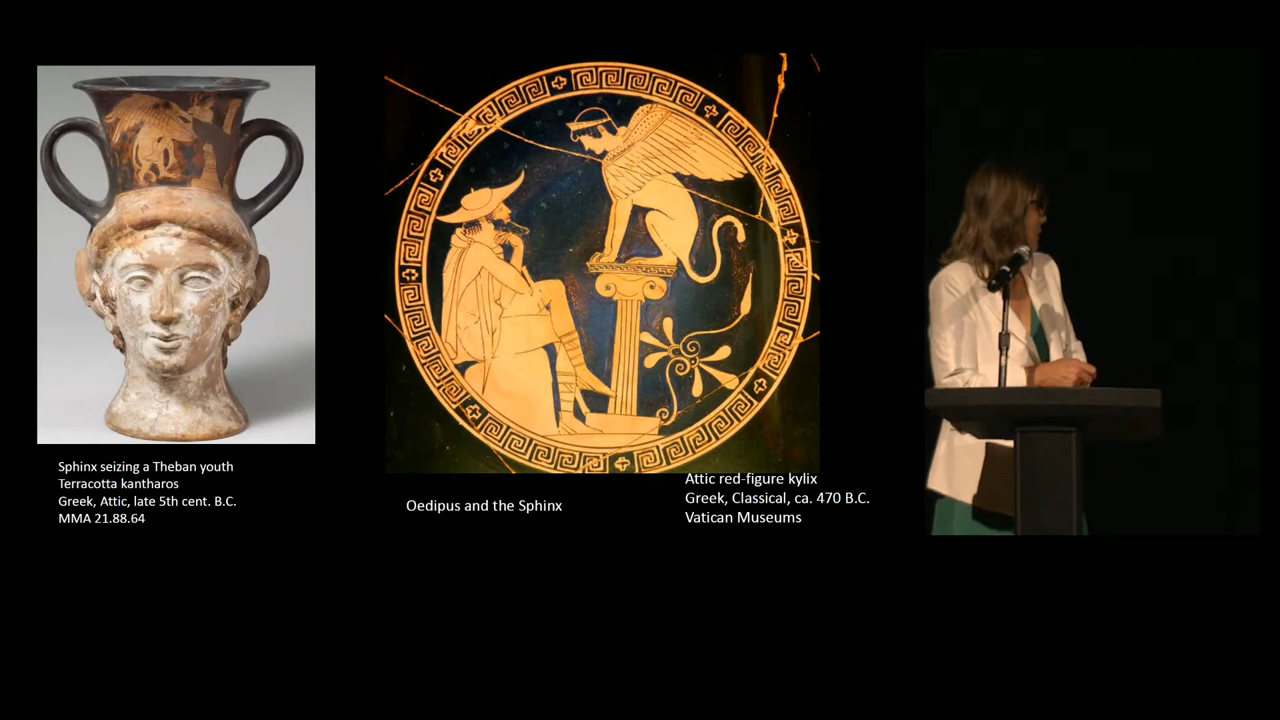 Sphinx seizing a Theban youth
Terracotta kantharos
Greek, Attic, late 5th cent. B.C.
MMA 21.88.64
Oedipus and the Sphinx
Attic red-figure kylix
Greek, Classical, ca. 470 B.C.
Vatican Museums